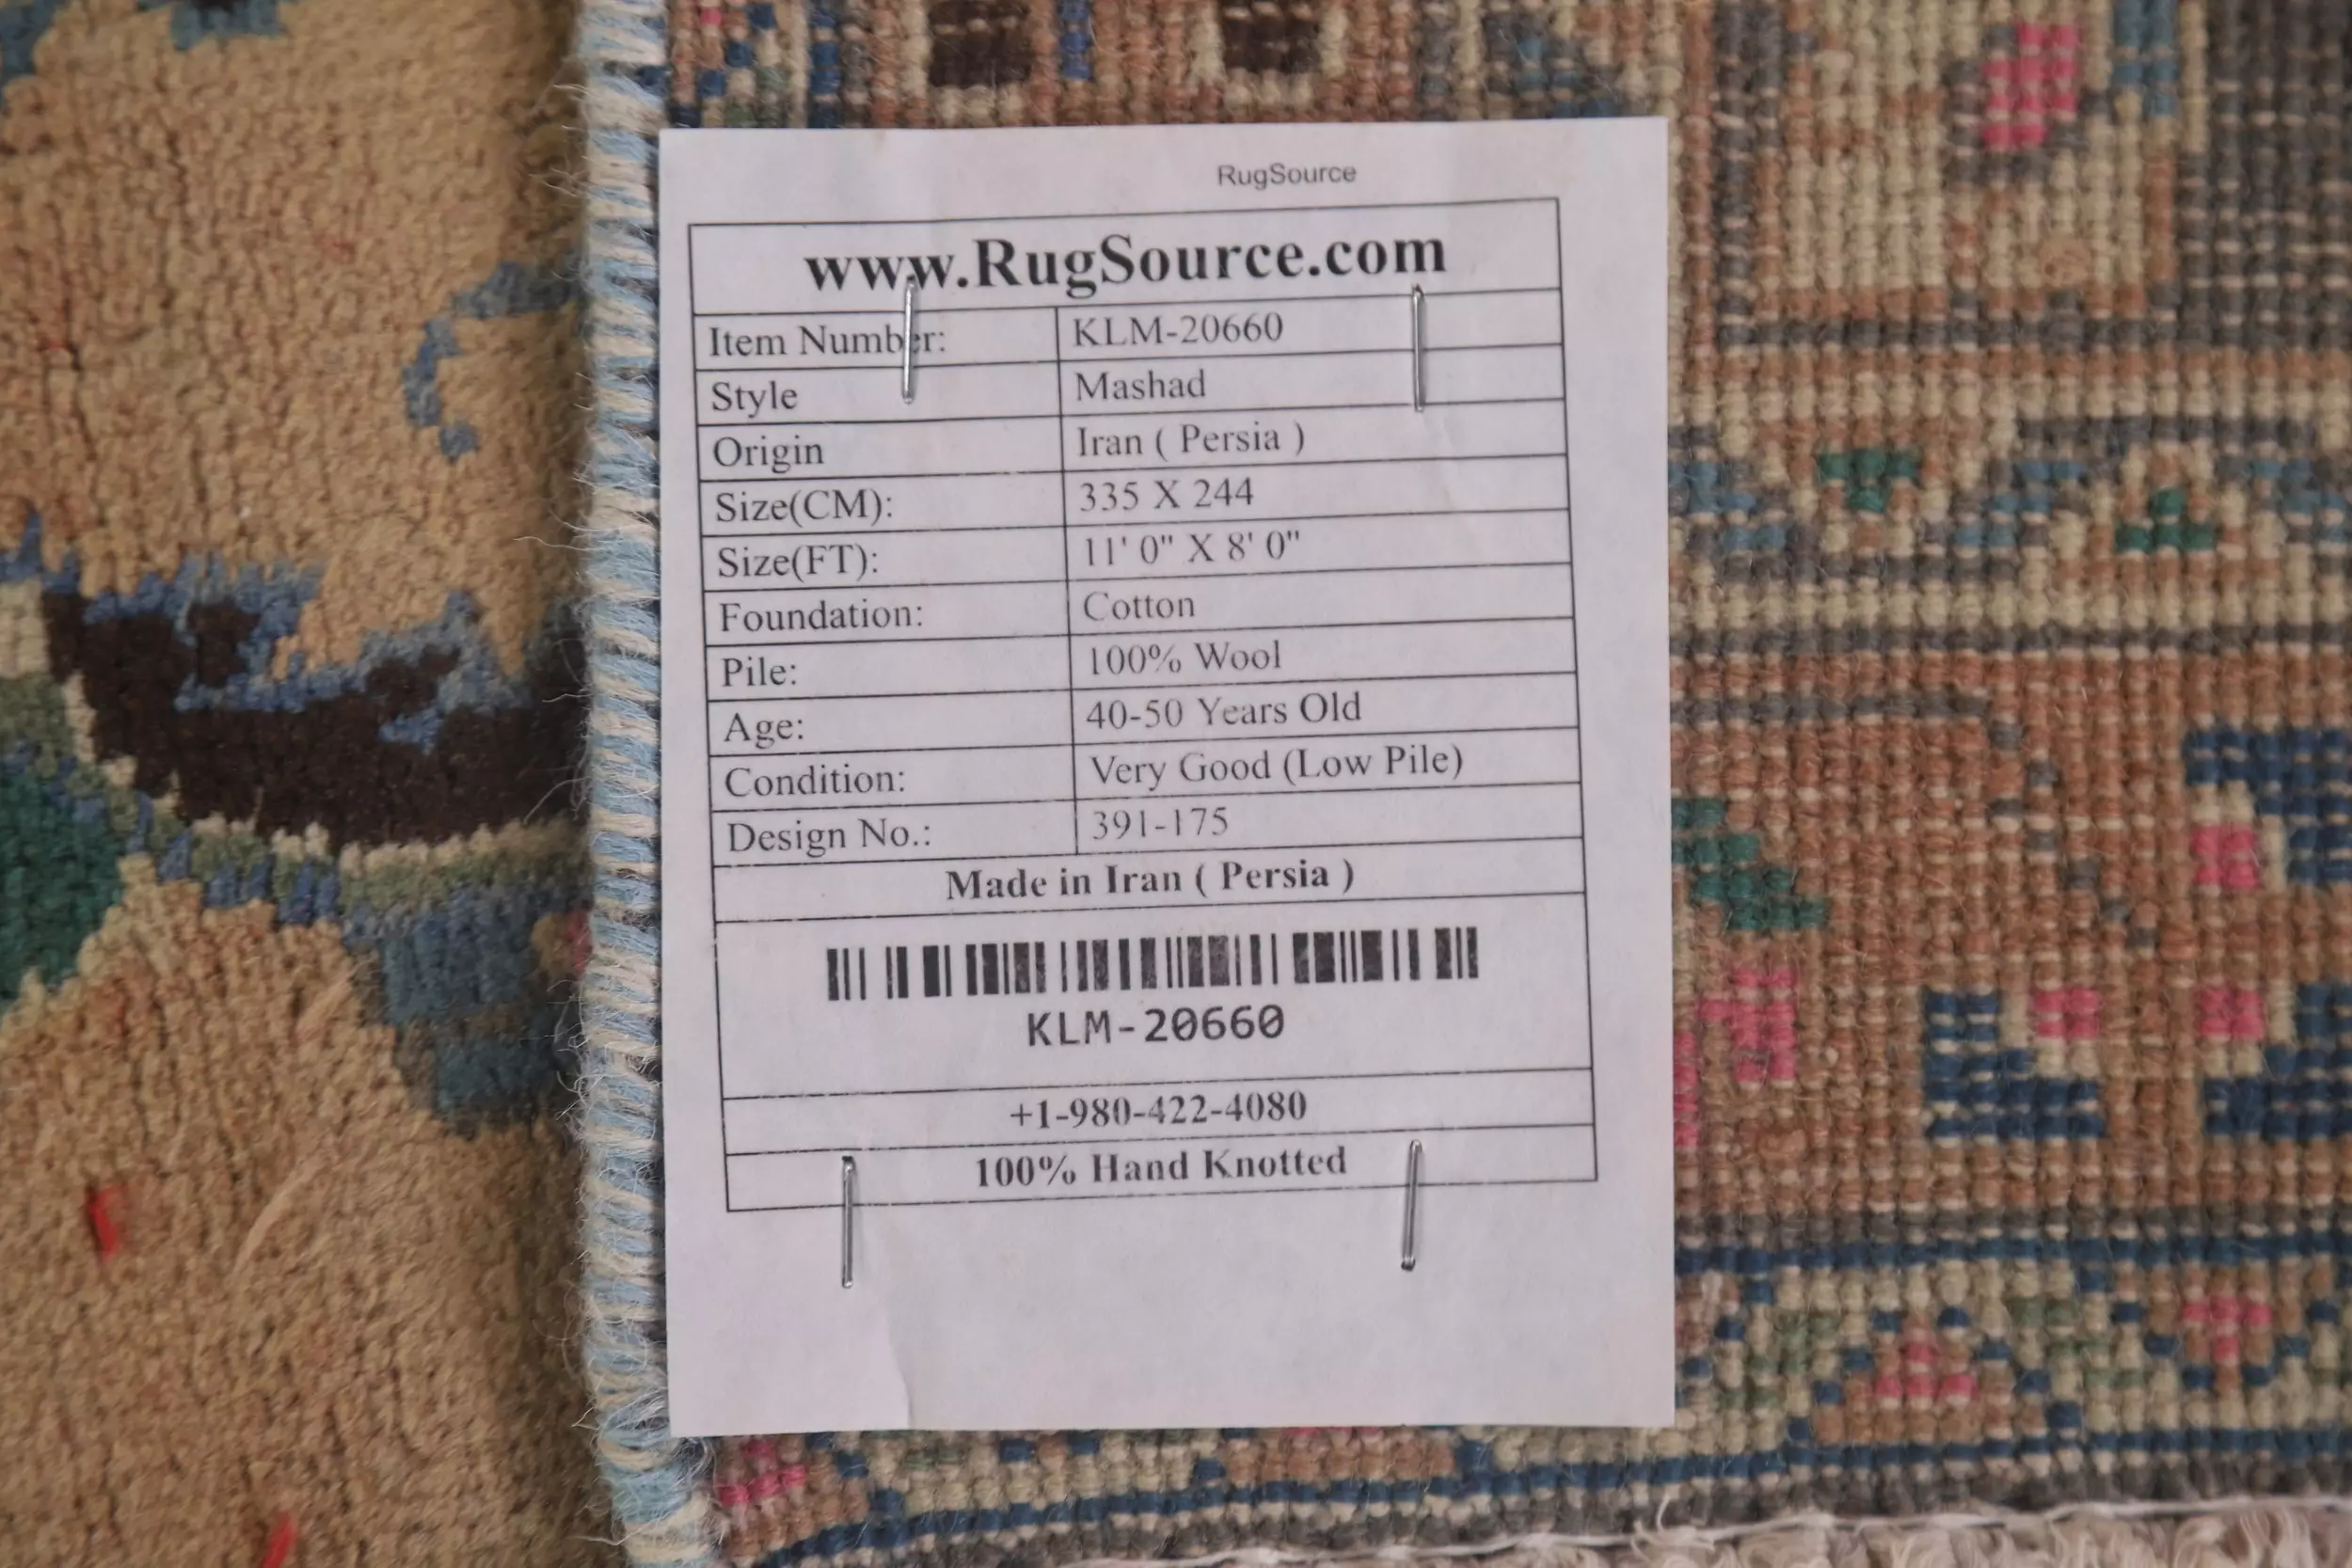 RugSource
www.RugSource.com
Item Number: KLM-20660
Style Mashad
Origin Iran ( Persia )
Size(CM): 335 X 244
Size(FT): 11' 0" X 8' 0"
Foundation: Cotton
Pile: 100% Wool
Age: 40-50 Years Old
Condition: Very Good (Low Pile)
Design No.: 391-175
Made in Iran ( Persia )
KLM-20660
+1-980-422-4080
100% Hand Knotted